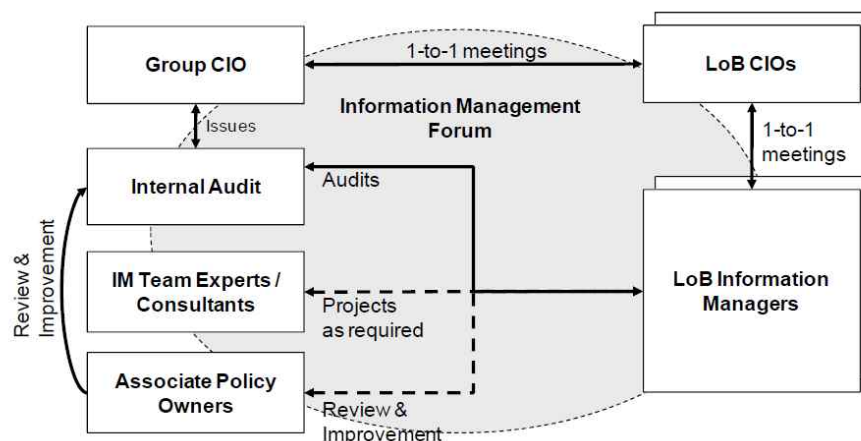 Group CIO
1-to-1 meetings
LoB CIOs
Issues
Information Management
Forum
1-to-1
meetings
Internal Audit
Audits
Review &
Improvement
IM Team Experts /
Consultants
Projects
as required
LoB Information
Managers
Associate Policy
Owners
Review &
Improvement